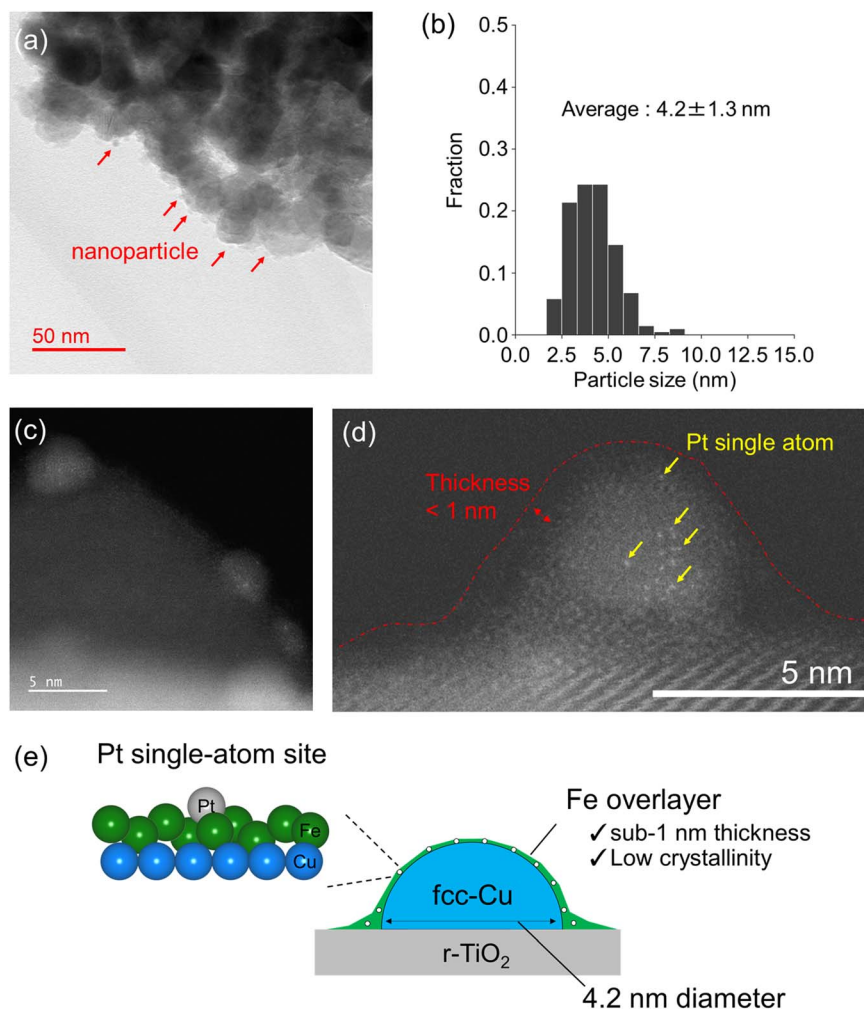 (a)
nanoparticle
50 nm
(b)
0.5
0.4
0.3
0.2
0.1
0.0
Fraction
Average : 4.2±1.3 nm
0.0 2.5 5.0 7.5 10.0 12.5 15.0
Particle size (nm)
(c)
5 nm
(d)
Pt single atom
Thickness
< 1 nm
5 nm
(e)
Pt single-atom site
Pt
Fe
Cu
Fe overlayer
✓sub-1 nm thickness
✓Low crystallinity
fcc-Cu
r-TiO₂
4.2 nm diameter